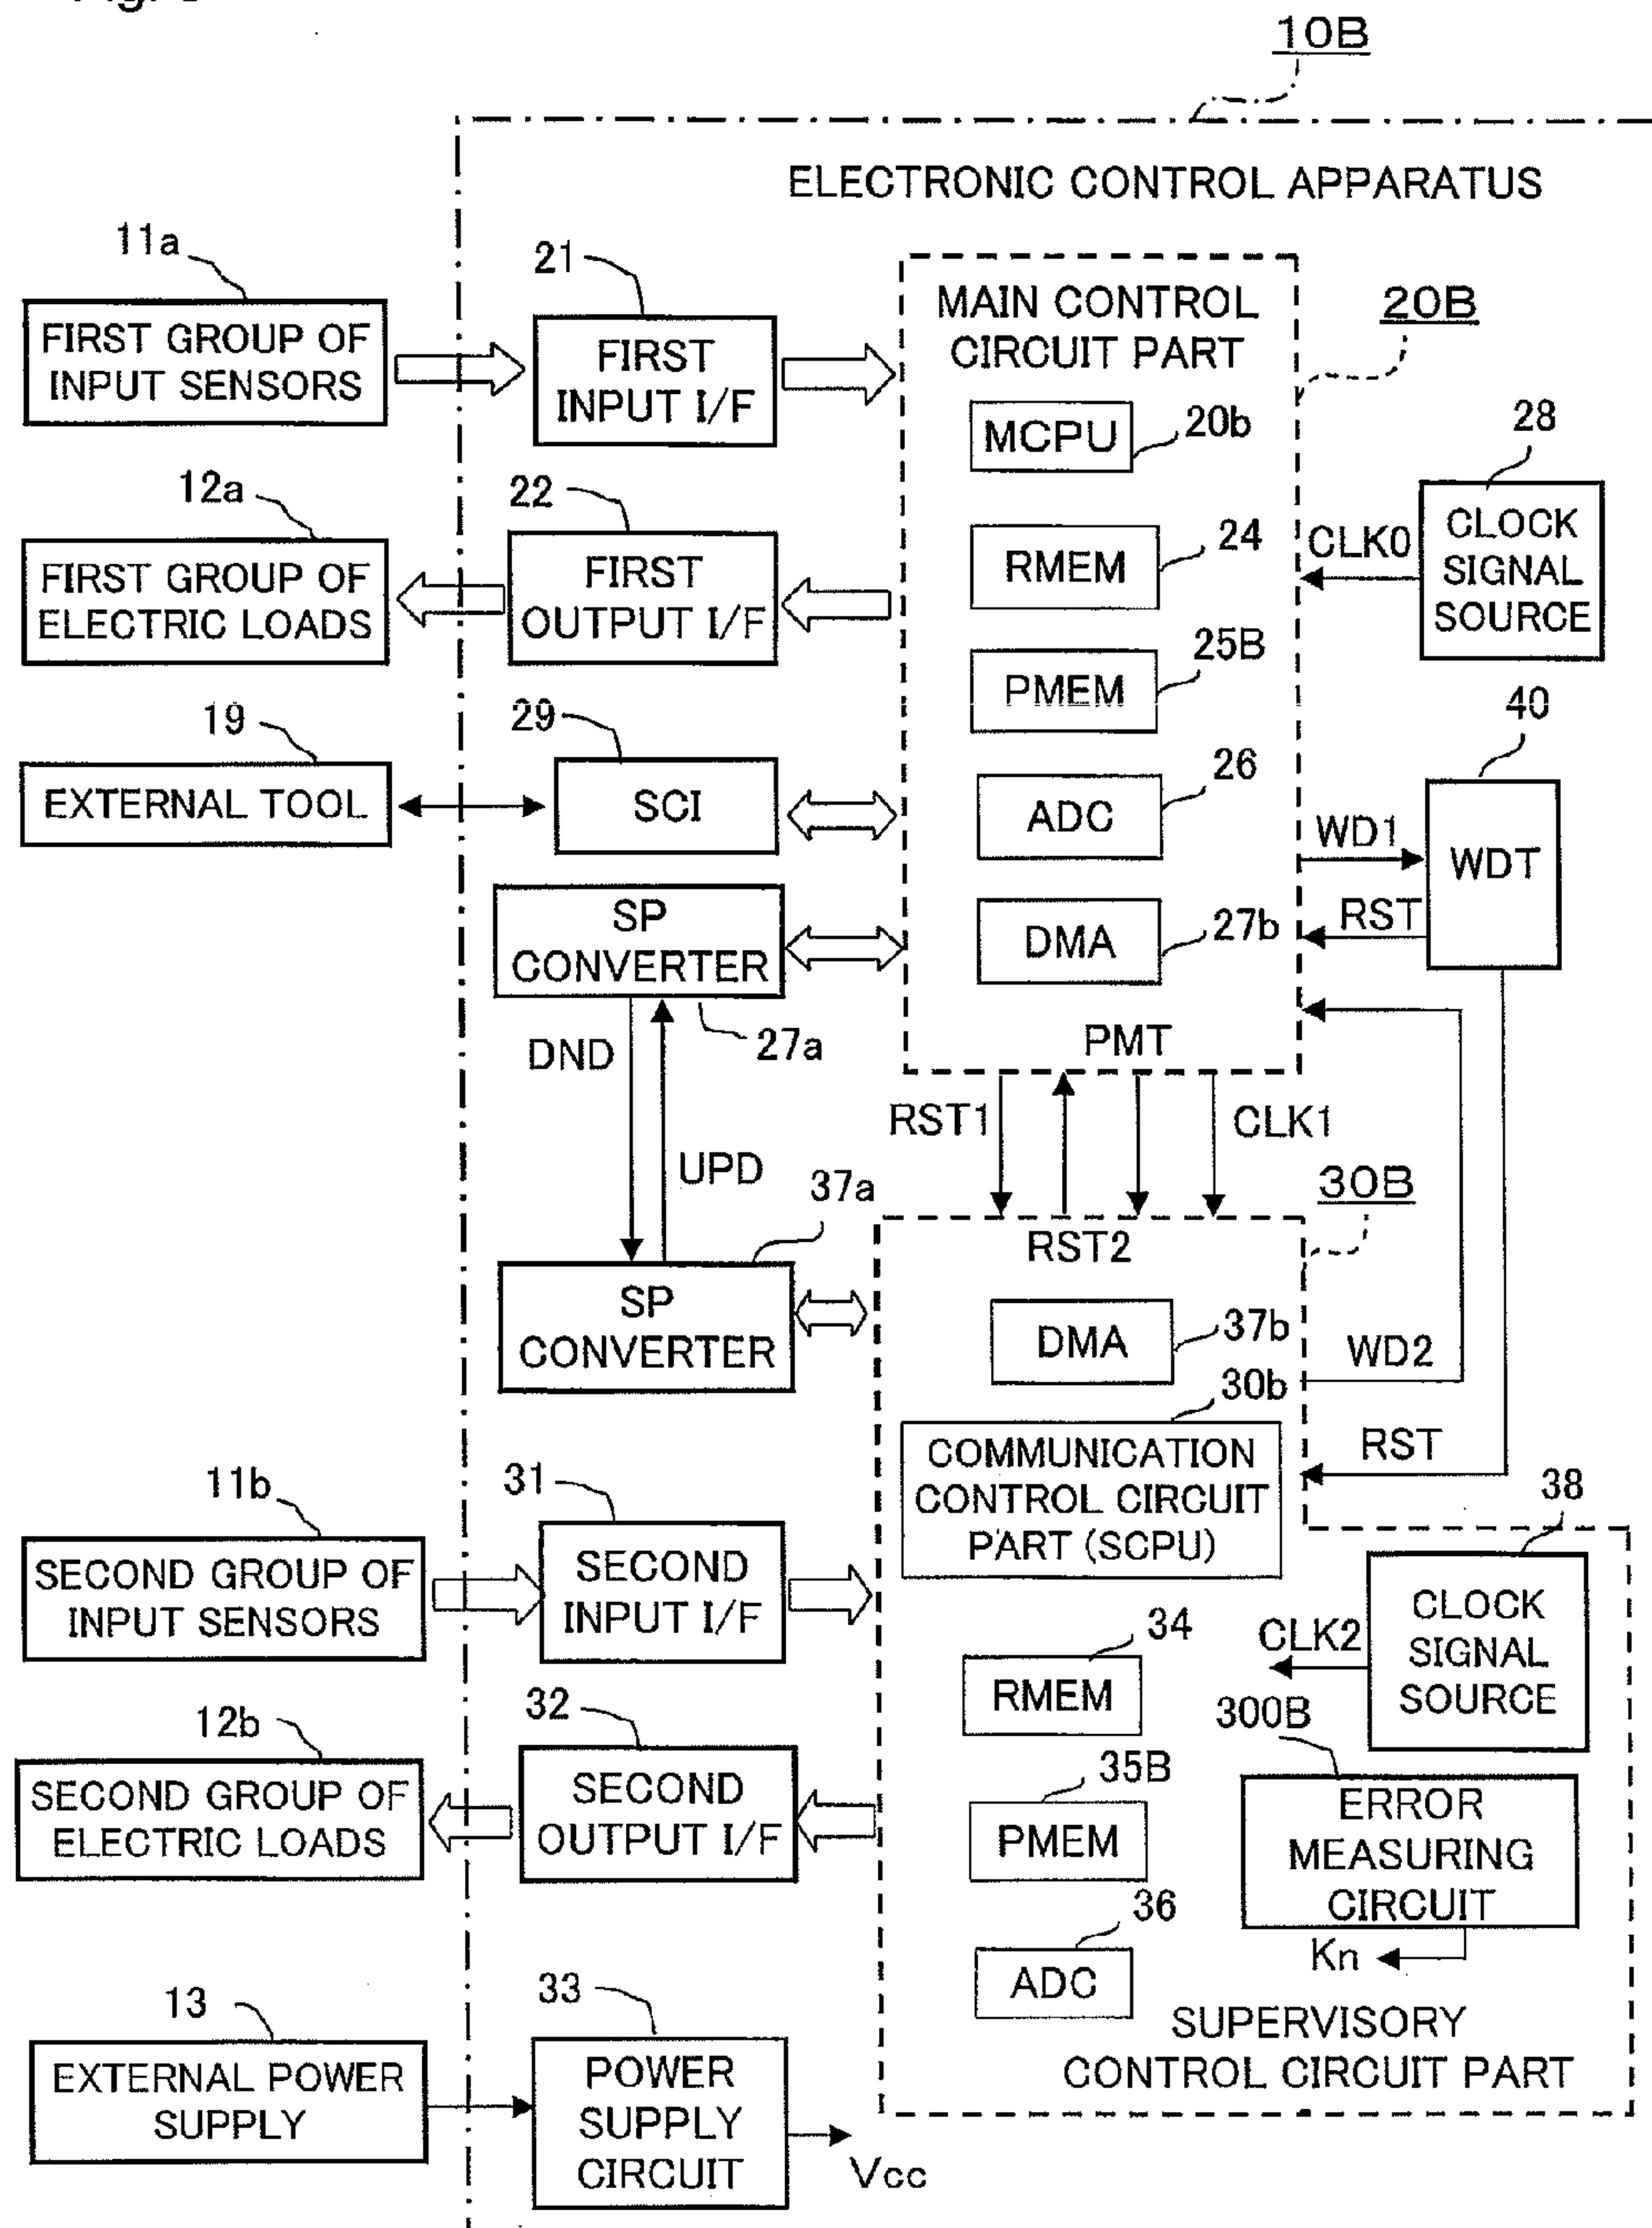 10B
ELECTRONIC CONTROL APPARATUS
11a
FIRST GROUP OF
INPUT SENSORS
21
FIRST
INPUT I/F
MAIN CONTROL
CIRCUIT PART
20B
MCPU
20b
28
CLOCK
SIGNAL
SOURCE
CLK0
12a
FIRST GROUP OF
ELECTRIC LOADS
22
FIRST
OUTPUT I/F
RMEM
24
PMEM
25B
19
EXTERNAL TOOL
29
SCI
ADC
26
40
WDT
WD1
RST
SP
CONVERTER
27a
DMA
27b
DND
UPD
PMT
RST1
CLK1
RST2
30B
37a
SP
CONVERTER
DMA
37b
WD2
30b
COMMUNICATION
CONTROL CIRCUIT
PART (SCPU)
RST
11b
SECOND GROUP OF
INPUT SENSORS
31
SECOND
INPUT I/F
38
CLOCK
SIGNAL
SOURCE
CLK2
34
RMEM
12b
SECOND GROUP OF
ELECTRIC LOADS
32
SECOND
OUTPUT I/F
35B
PMEM
300B
ERROR
MEASURING
CIRCUIT
Kn
36
ADC
SUPERVISORY
CONTROL CIRCUIT PART
13
EXTERNAL POWER
SUPPLY
33
POWER
SUPPLY
CIRCUIT
Vcc